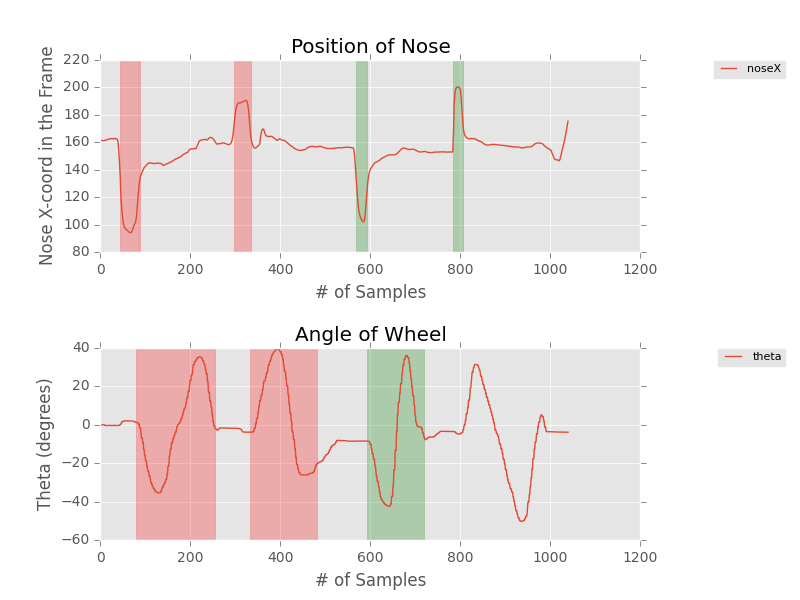 Position of Nose
Nose X-coord in the Frame
220
200
180
160
140
120
100
80
0 200 400 600 800 1000 1200
# of Samples
noseX
Angle of Wheel
Theta (degrees)
40
20
0
−20
−40
−60
0 200 400 600 800 1000 1200
# of Samples
theta